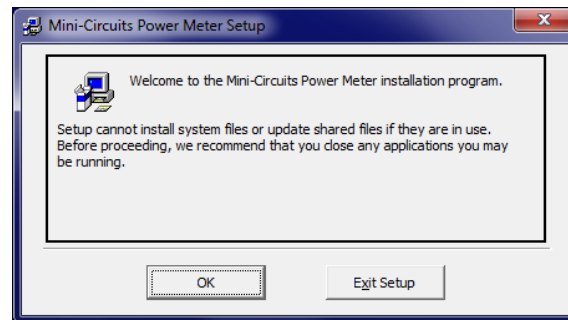 Mini-Circuits Power Meter Setup
Welcome to the Mini-Circuits Power Meter installation program.
Setup cannot install system files or update shared files if they are in use.
Before proceeding, we recommend that you close any applications you may
be running.
OK
Exit Setup